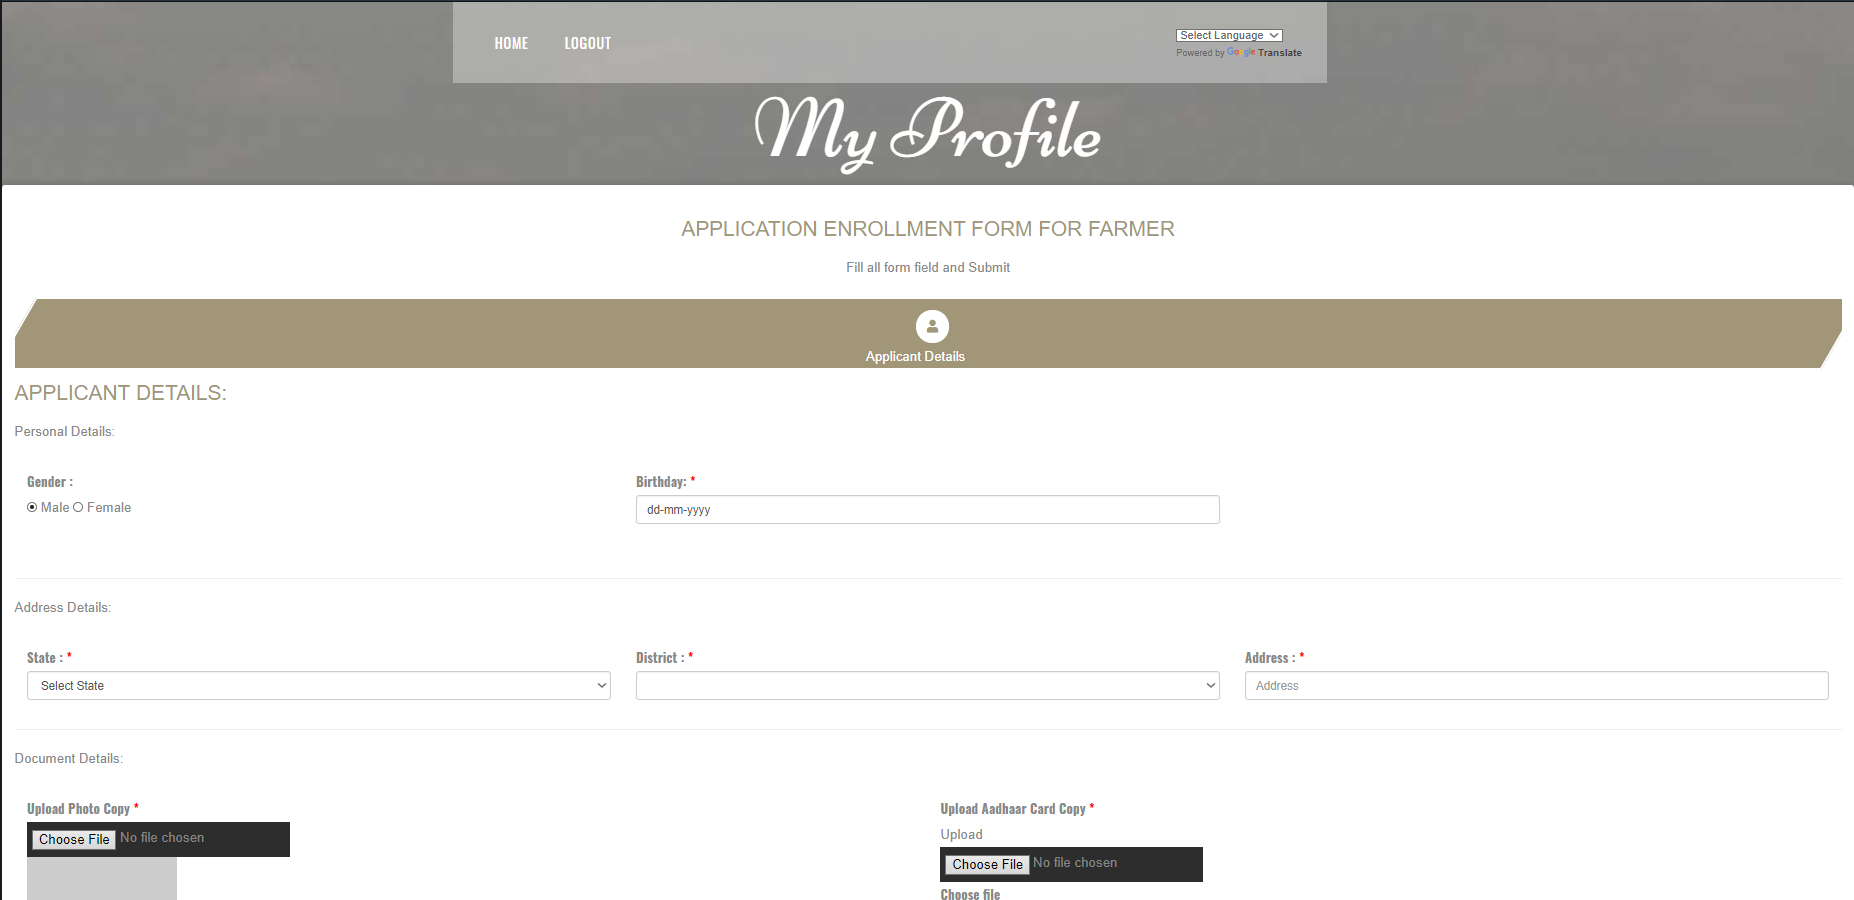 HOME LOGOUT Select Language
Powered by Google Translate
My Profile
APPLICATION ENROLLMENT FORM FOR FARMER
Fill all form field and Submit
Applicant Details
APPLICANT DETAILS:
Personal Details:
Gender : Birthday: *
Male Female dd-mm-yyyy
Address Details:
State : * District : * Address : *
Select State Address
Document Details:
Upload Photo Copy * Upload Aadhaar Card Copy *
Choose File No file chosen Upload
Choose File No file chosen
Choose file